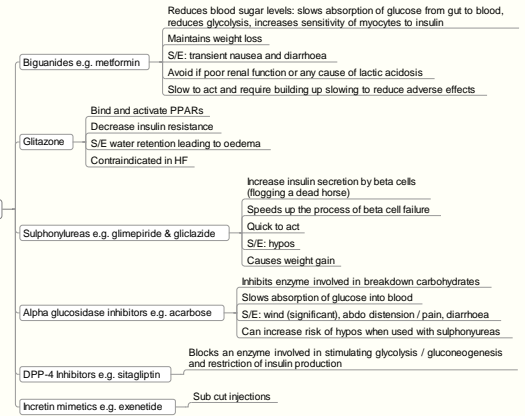 Reduces blood sugar levels: slows absorption of glucose from gut to blood,
reduces glycolysis, increases sensitivity of myocytes to insulin
Maintains weight loss
Biguanides e.g. metformin
S/E: transient nausea and diarrhoea
Avoid if poor renal function or any cause of lactic acidosis
Slow to act and require building up slowing to reduce adverse effects
Bind and activate PPARs
Decrease insulin resistance
Glitazone
S/E water retention leading to oedema
Contraindicated in HF
Increase insulin secretion by beta cells
(flogging a dead horse)
Speeds up the process of beta cell failure
Sulphonylureas e.g. glimepiride & gliclazide
Quick to act
S/E: hypos
Causes weight gain
Inhibits enzyme involved in breakdown carbohydrates
Slows absorption of glucose into blood
Alpha glucosidase inhibitors e.g. acarbose
S/E: wind (significant), abdo distension / pain, diarrhoea
Can increase risk of hypos when used with sulphonyureas
Blocks an enzyme involved in stimulating glycolysis / gluconeogenesis
and restriction of insulin production
DPP-4 Inhibitors e.g. sitagliptin
Sub cut injections
Incretin mimetics e.g. exenetide